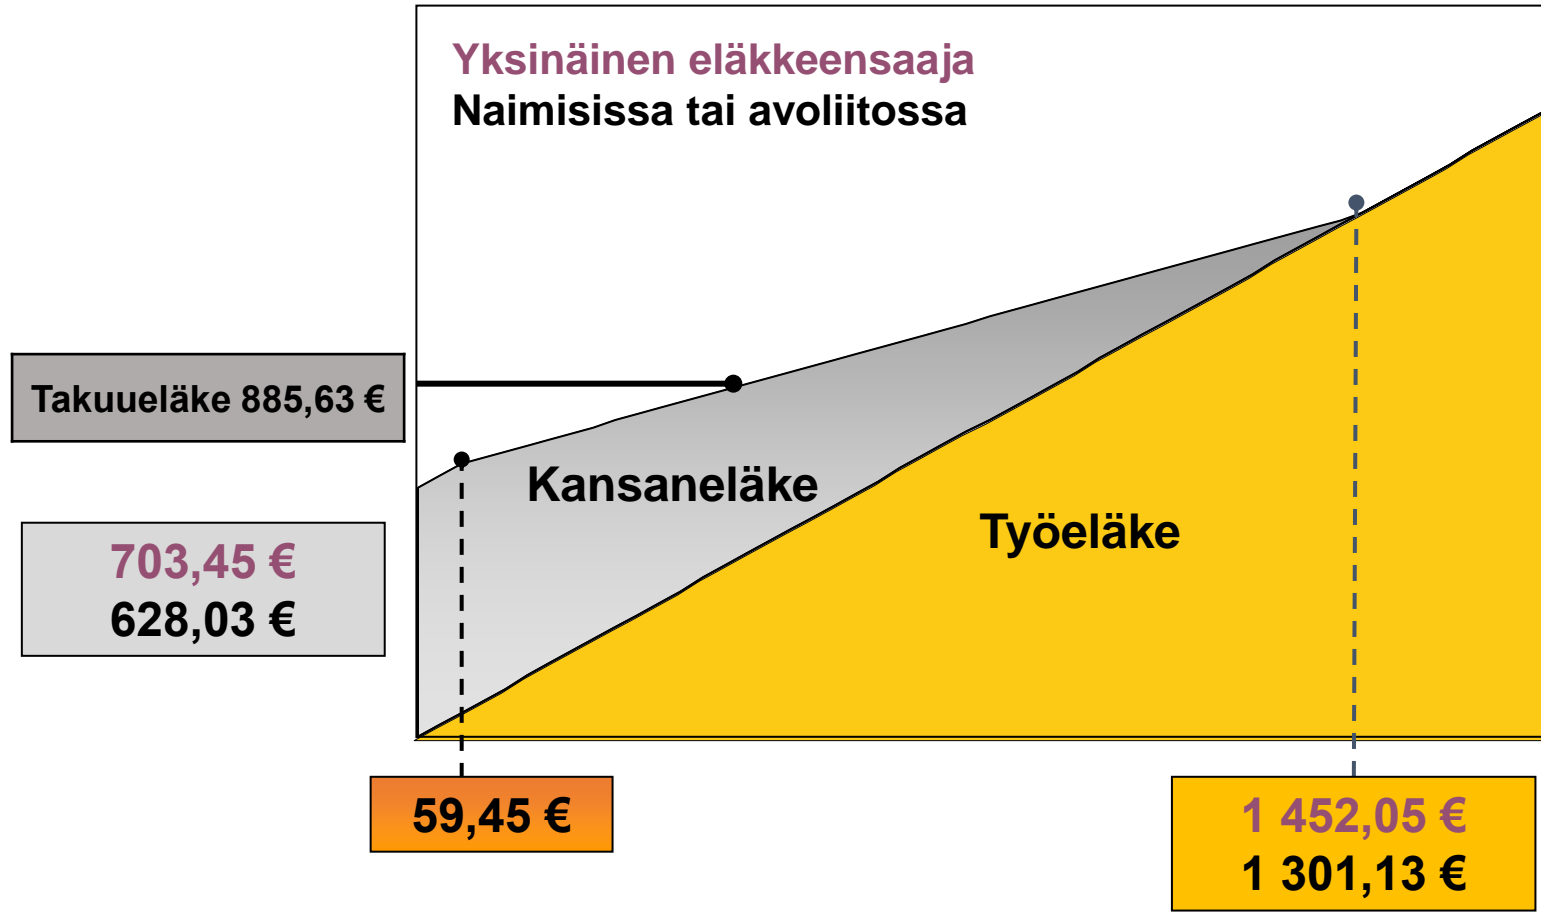 Yksinäinen eläkkeensaaja
Naimisissa tai avoliitossa
Takuueläke 885,63 €
Kansaneläke
Työeläke
703,45 €
628,03 €
59,45 €
1 452,05 €
1 301,13 €